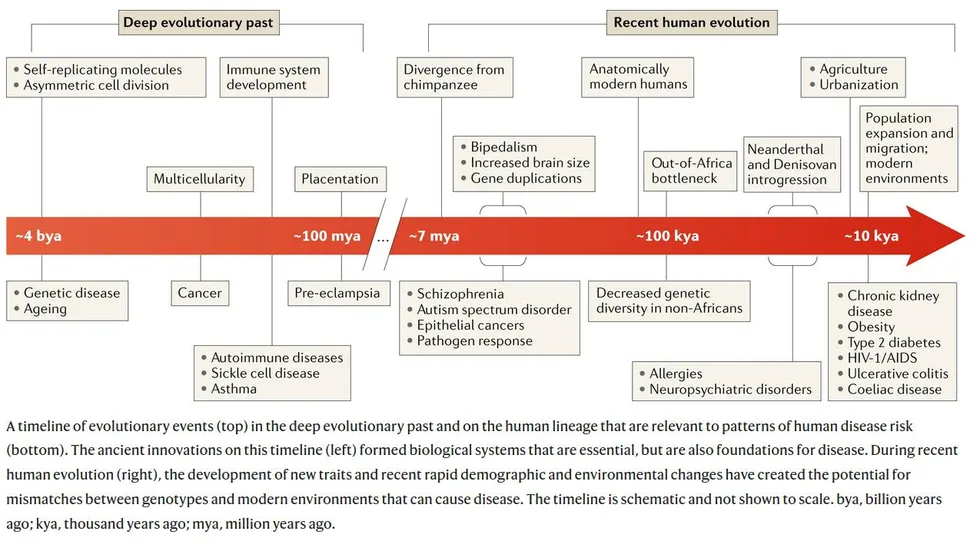 Deep evolutionary past
Recent human evolution
• Self-replicating molecules
• Asymmetric cell division
Immune system
development
Divergence from
chimpanzee
Anatomically
modern humans
• Agriculture
• Urbanization
Multicellularity
Placentation
• Bipedalism
• Increased brain size
• Gene duplications
Out-of-Africa
bottleneck
Neanderthal
and Denisovan
introgression
Population
expansion and
migration;
modern
environments
~4 bya
~100 mya
...
~7 mya
~100 kya
~10 kya
• Genetic disease
• Ageing
Cancer
Pre-eclampsia
• Schizophrenia
• Autism spectrum disorder
• Epithelial cancers
• Pathogen response
Decreased genetic
diversity in non-Africans
• Chronic kidney
disease
• Obesity
• Type 2 diabetes
• HIV-1/AIDS
• Ulcerative colitis
• Coeliac disease
• Autoimmune diseases
• Sickle cell disease
• Asthma
• Allergies
• Neuropsychiatric disorders
A timeline of evolutionary events (top) in the deep evolutionary past and on the human lineage that are relevant to patterns of human disease risk
(bottom). The ancient innovations on this timeline (left) formed biological systems that are essential, but are also foundations for disease. During recent
human evolution (right), the development of new traits and recent rapid demographic and environmental changes have created the potential for
mismatches between genotypes and modern environments that can cause disease. The timeline is schematic and not shown to scale. bya, billion years
ago; kya, thousand years ago; mya, million years ago.